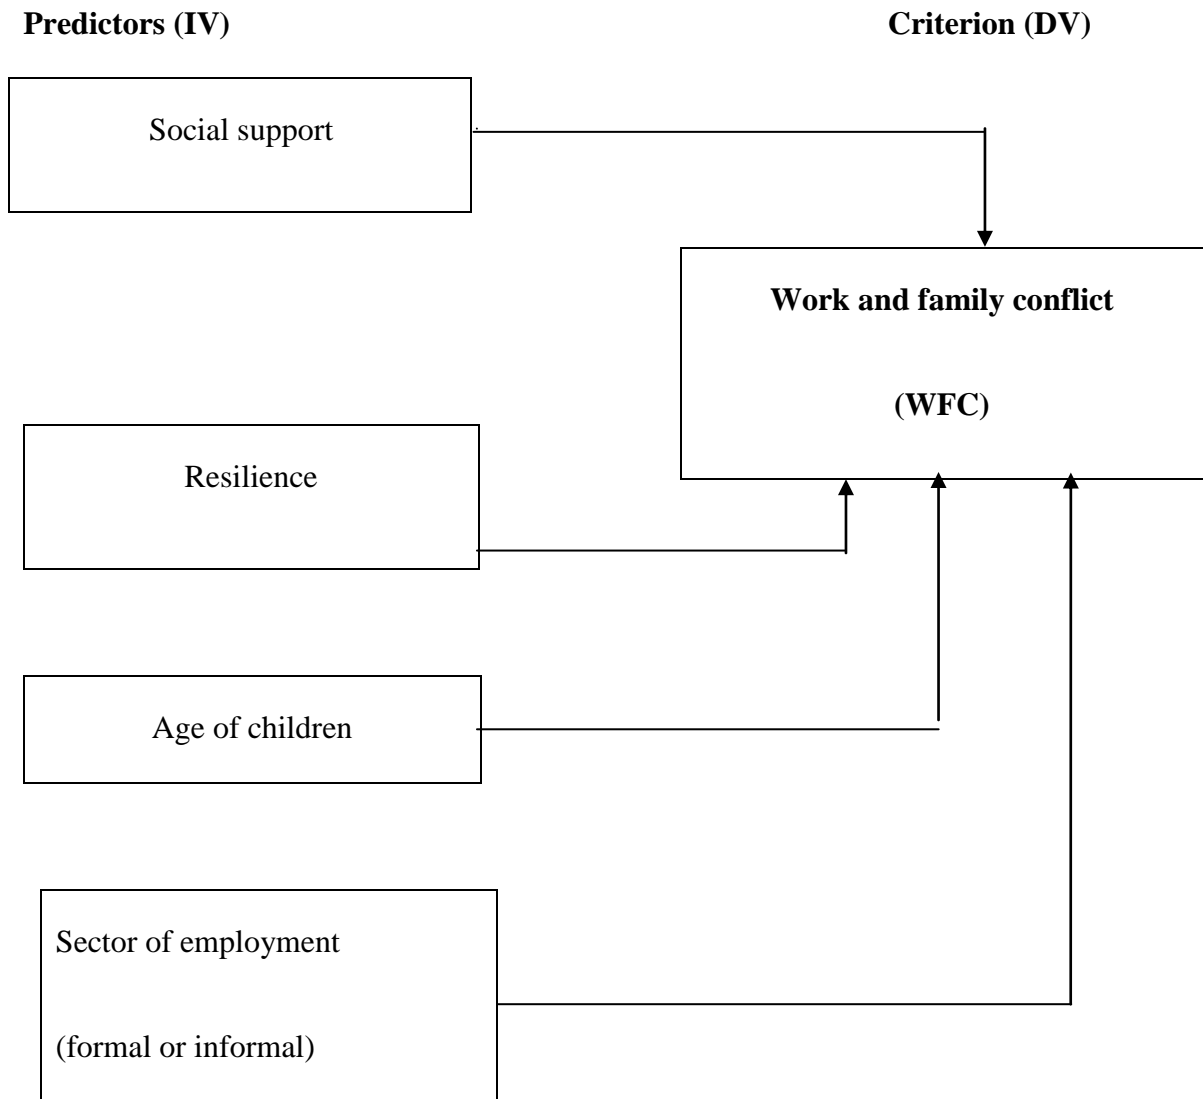 Predictors (IV)
Criterion (DV)
Social support
Work and family conflict
(WFC)
Resilience
Age of children
Sector of employment
(formal or informal)